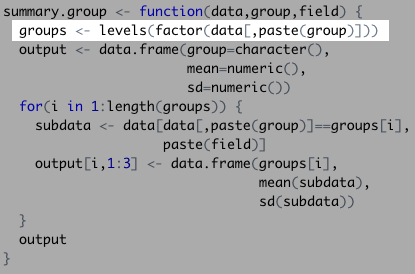 summary.group <- function(data,group,field) {
  groups <- levels(factor(data[,paste(group)]))
  output <- data.frame(group=character(),
                       mean=numeric(),
                       sd=numeric())
  for(i in 1:length(groups)) {
    subdata <- data[data[,paste(group)]==groups[i],
                    paste(field)]
    output[i,1:3] <- data.frame(groups[i],
                                mean(subdata),
                                sd(subdata))
  }
  output
}